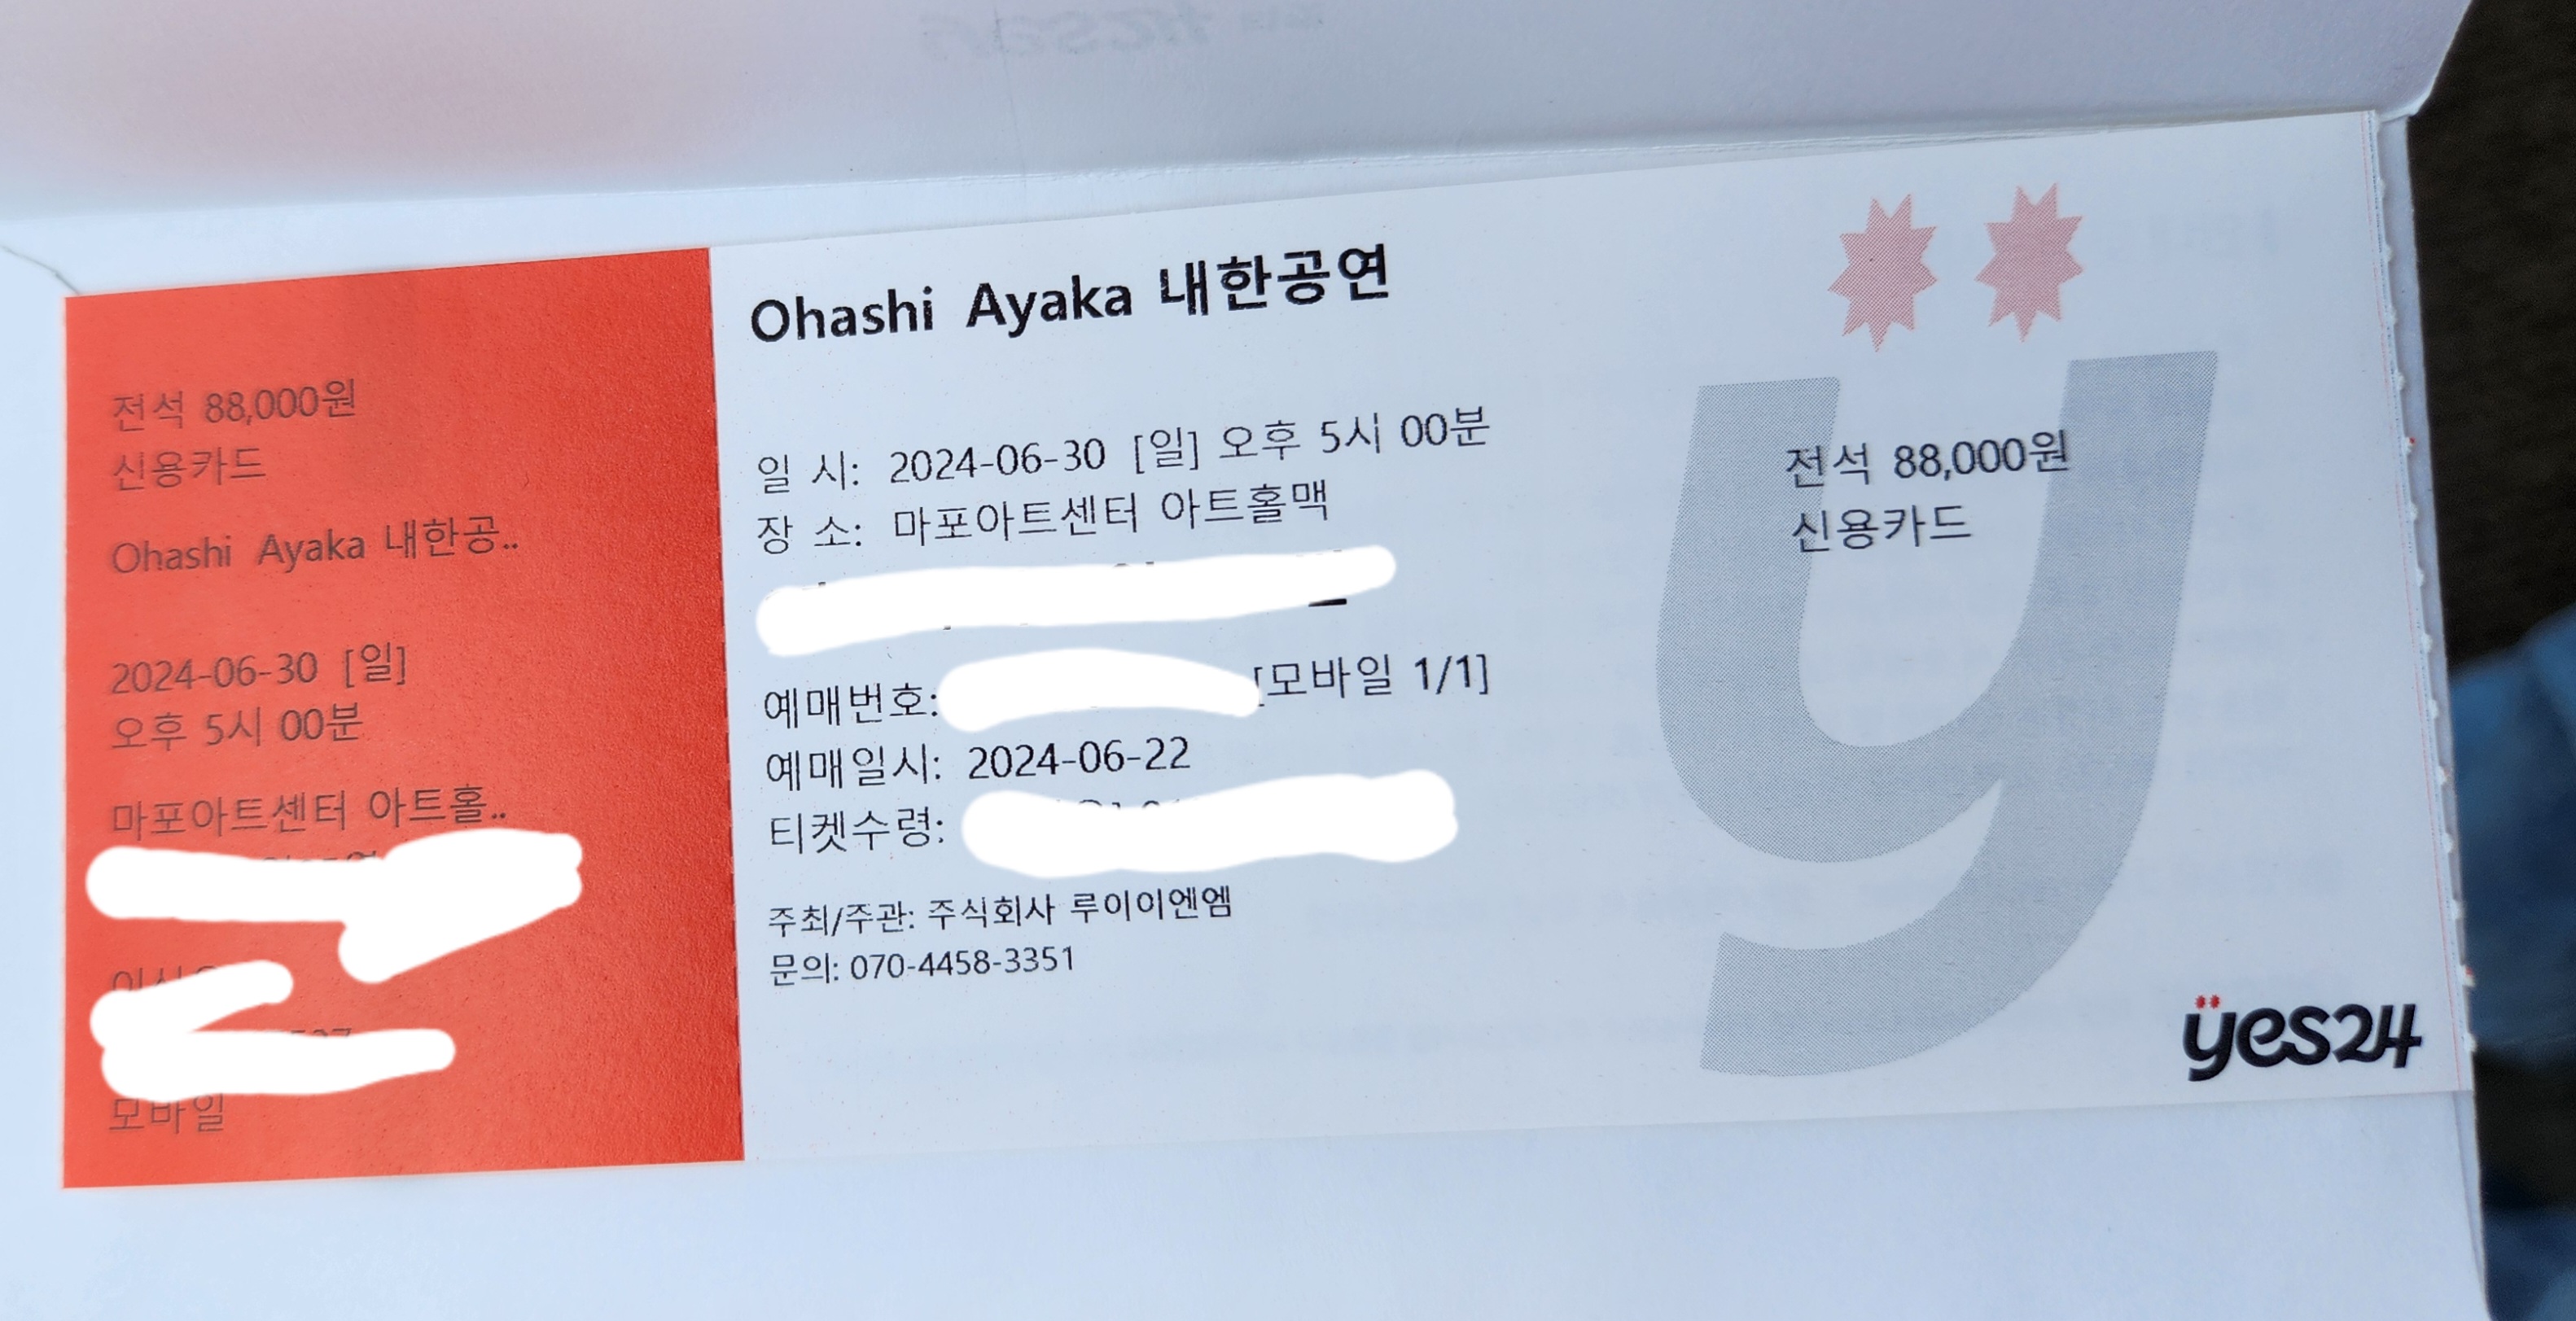 전석 88,000원
신용카드
Ohashi Ayaka 내한공..
2024-06-30 [일]
오후 5시 00분
마포아트센터 아트홀..
모바일
Ohashi Ayaka 내한공연
일 시: 2024-06-30 [일] 오후 5시 00분
장 소: 마포아트센터 아트홀맥
예매번호: [모바일 1/1]
예매일시: 2024-06-22
티켓수령:
주최/주관: 주식회사 루이이엔엠
문의: 070-4458-3351
전석 88,000원
신용카드
yes24